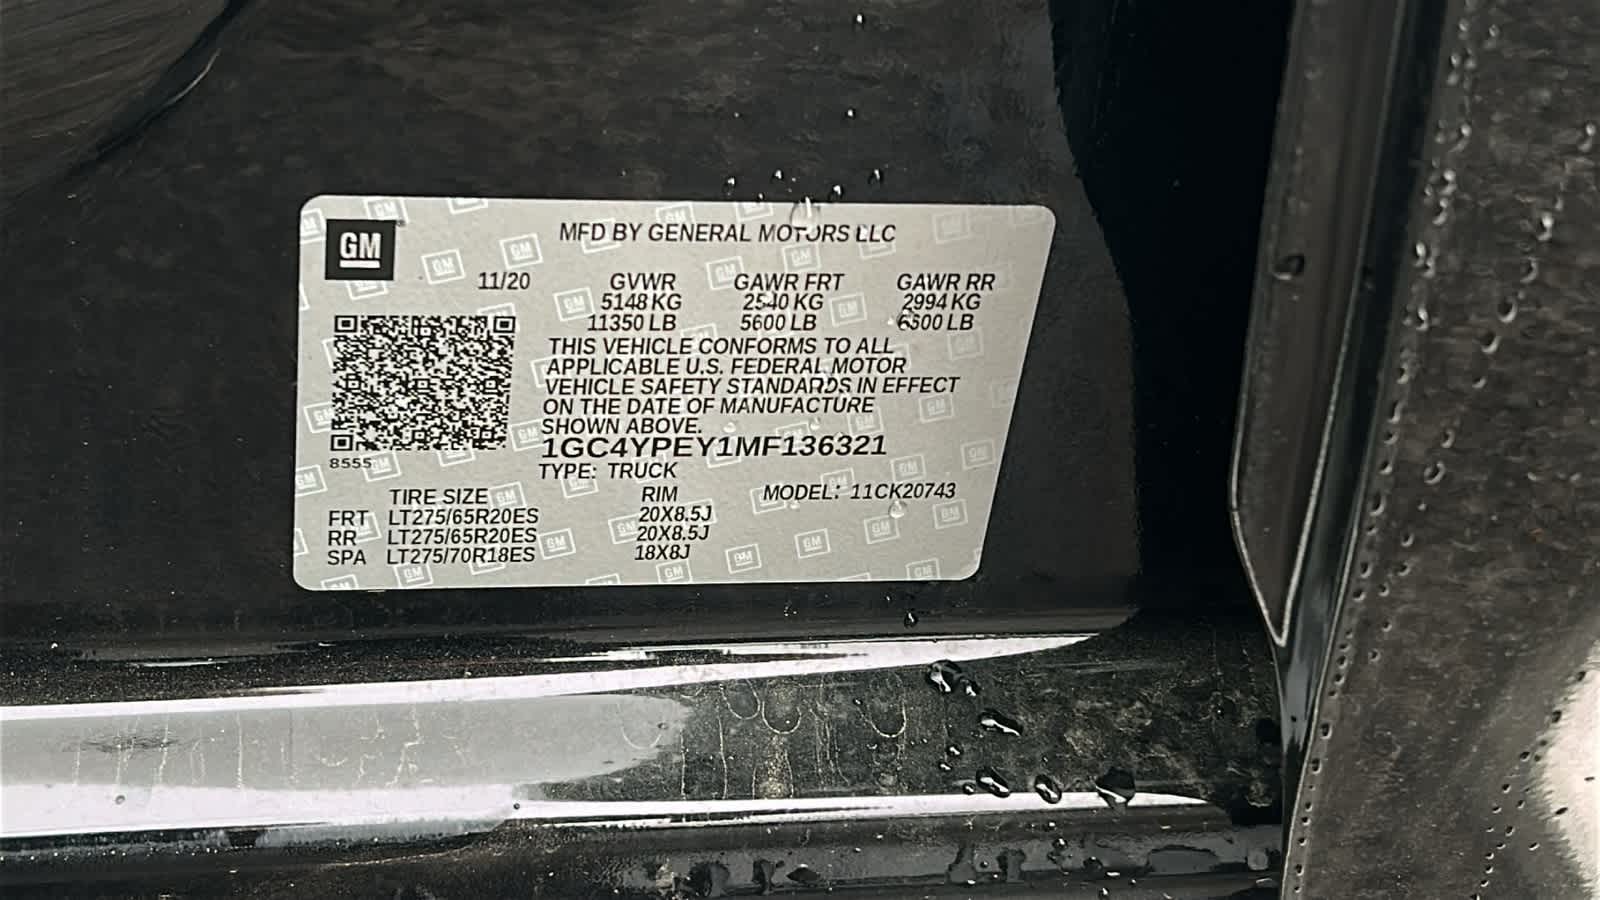 GM
MFD BY GENERAL MOTORS LLC
11/20 GVWR GAWR FRT GAWR RR
5148 KG 2540 KG 2994 KG
11350 LB 5600 LB 6600 LB
THIS VEHICLE CONFORMS TO ALL
APPLICABLE U.S. FEDERAL MOTOR
VEHICLE SAFETY STANDARDS IN EFFECT
ON THE DATE OF MANUFACTURE
SHOWN ABOVE.
8555
1GC4YPEY1MF136321
TYPE: TRUCK
TIRE SIZE RIM MODEL: 11CK20743
FRT LT275/65R20ES 20X8.5J
RR LT275/65R20ES 20X8.5J
SPA LT275/70R18ES 18X8J